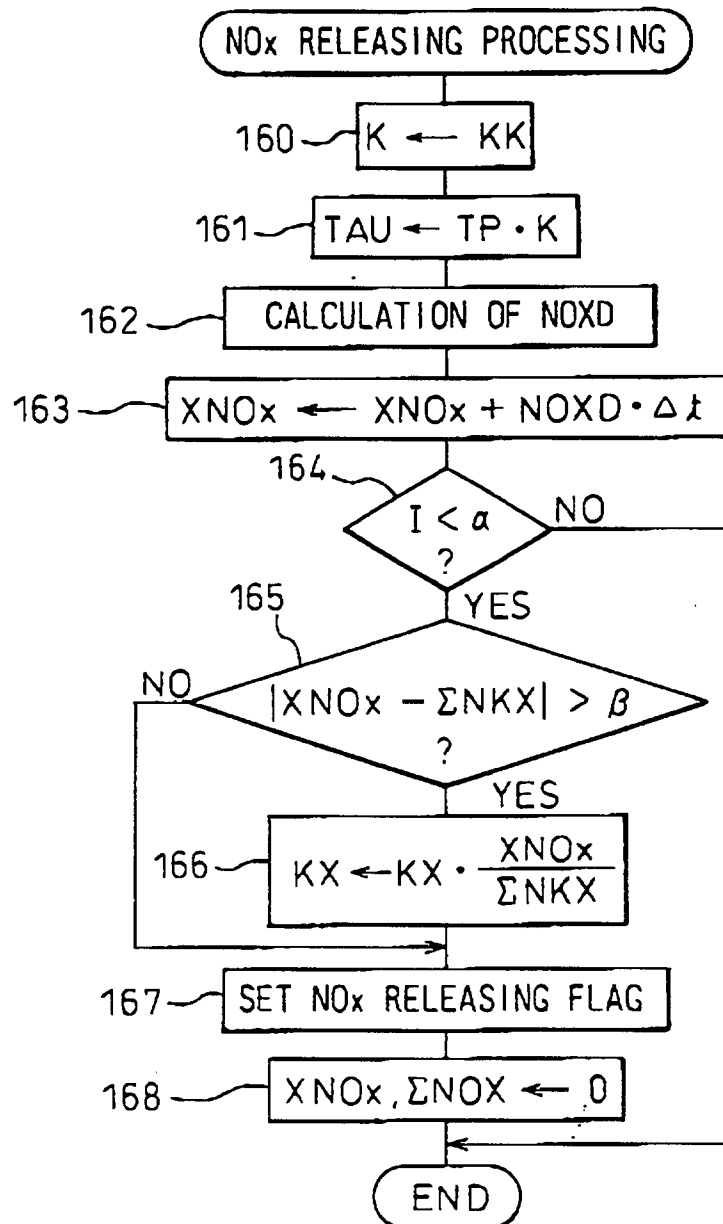 NOx RELEASING PROCESSING
160
K ← KK
161
TAU ← TP · K
162
CALCULATION OF NOXD
163
XNOx ← XNOx + NOXD · Δt
164
I < α
?
NO
YES
165
NO
|XNOx − ΣNKX| > β
?
YES
166
KX ← KX · XNOx / ΣNKX
167
SET NOx RELEASING FLAG
168
XNOx, ΣNOX ← 0
END